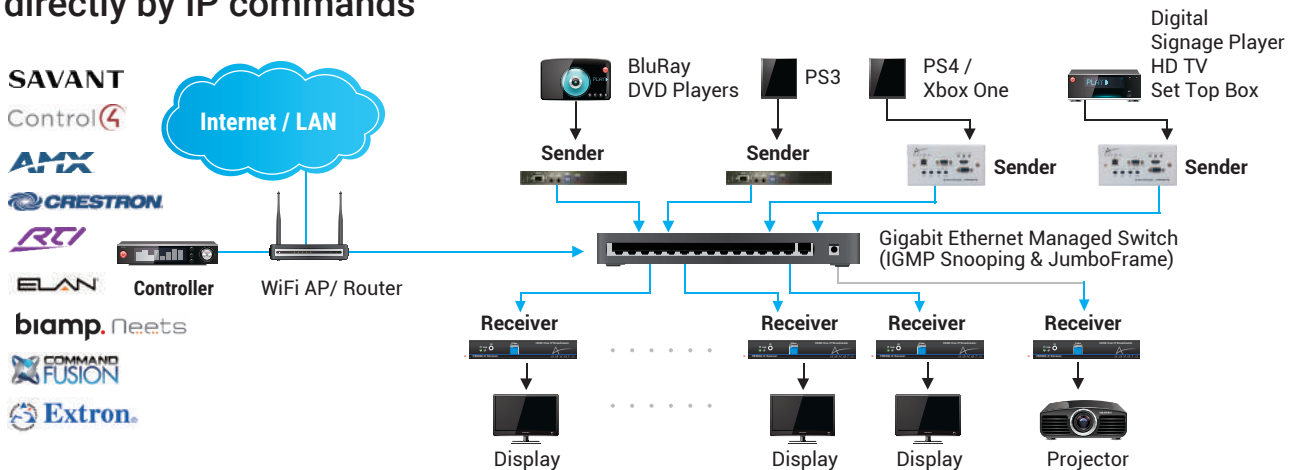 directly by IP commands
SAVANT
Control4
AMX
CRESTRON
RTI
ELAN
biamp. neets
COMMAND
FUSION
Extron
Internet / LAN
Controller
WiFi AP/ Router
BluRay
DVD Players
PS3
PS4 /
Xbox One
Digital
Signage Player
HD TV
Set Top Box
PLAY
PLAY
Sender
Sender
Sender
Sender
Gigabit Ethernet Managed Switch
(IGMP Snooping & JumboFrame)
Receiver
Receiver
Receiver
Receiver
Display
Display
Display
Projector